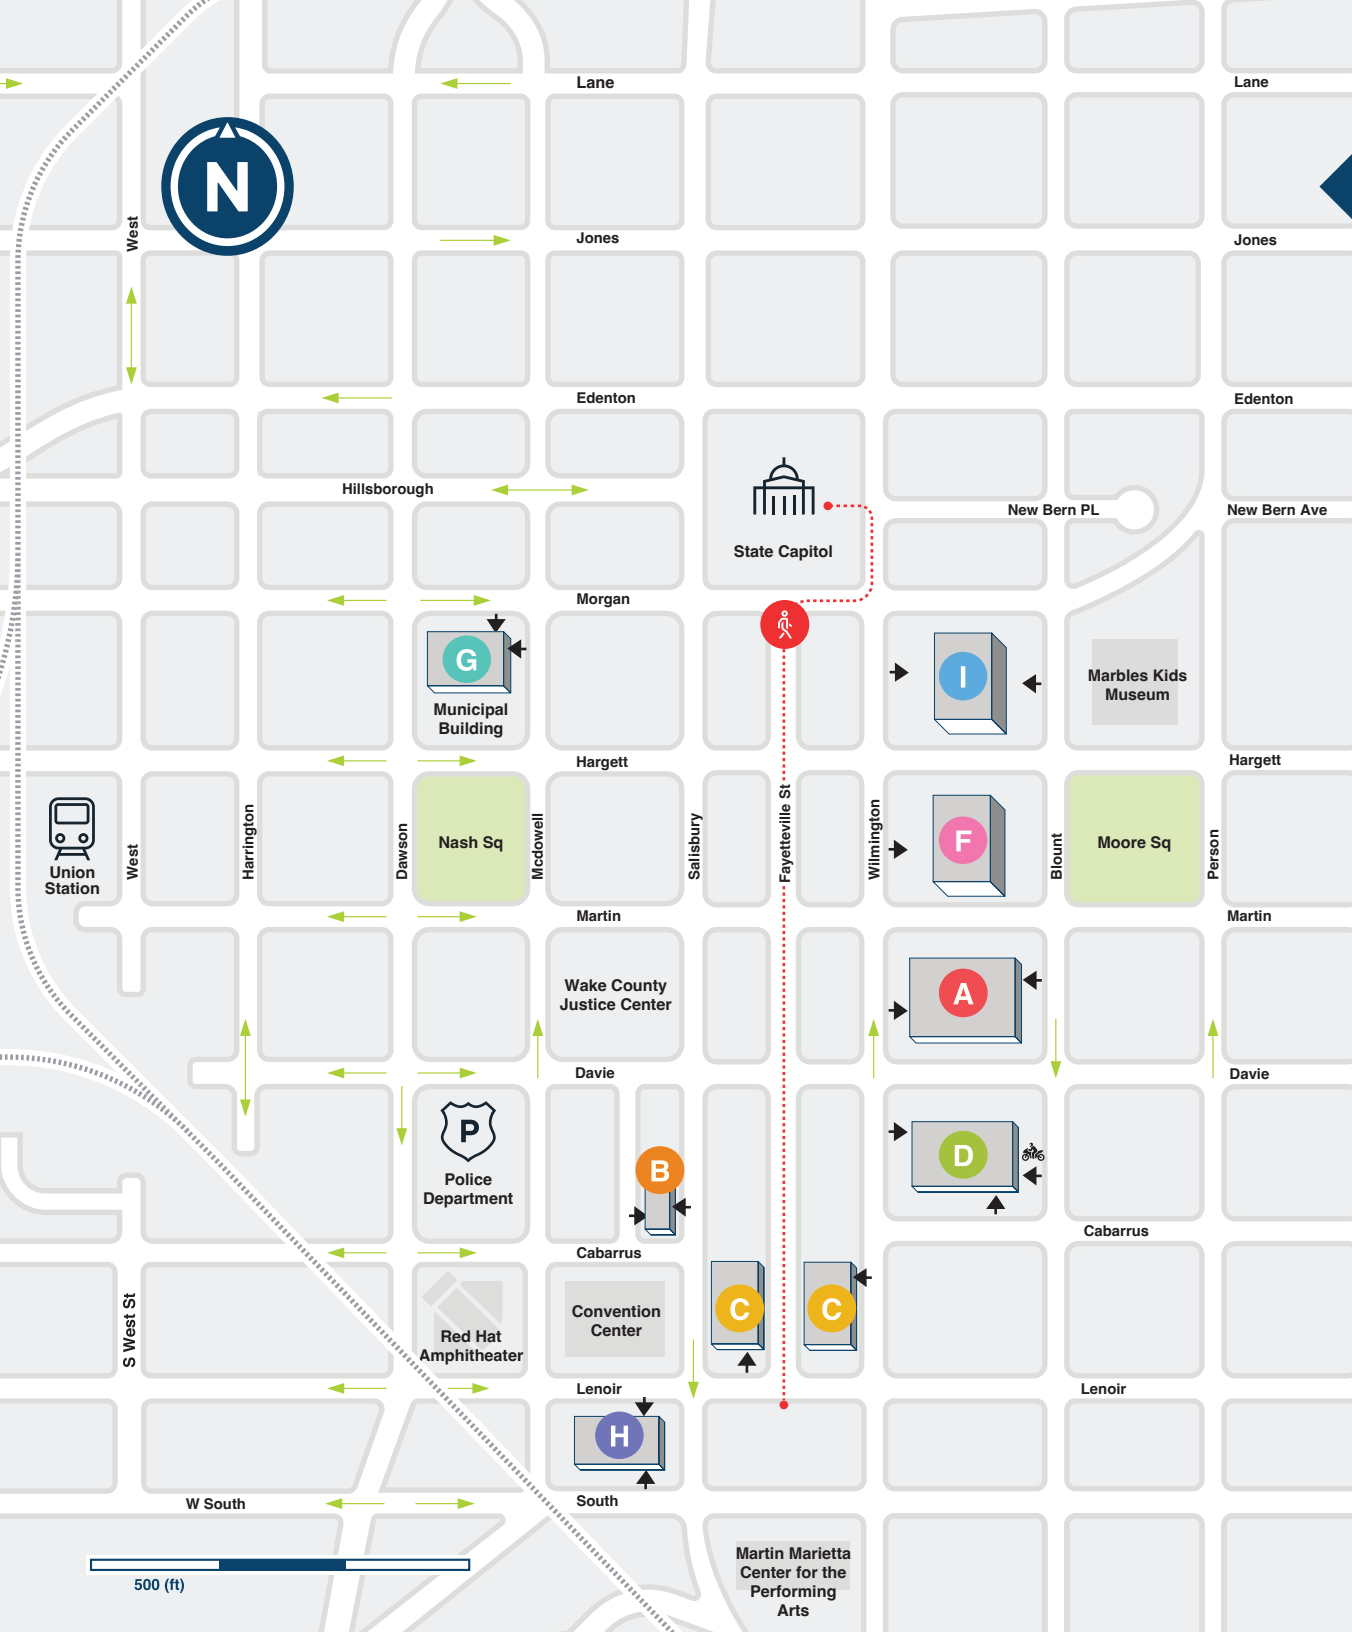 Lane
Lane
N
West
Jones
Jones
Edenton
Edenton
Hillsborough
New Bern PL
New Bern Ave
State Capitol
Morgan
G
Municipal
Building
I
Marbles Kids
Museum
Hargett
Hargett
Union
Station
West
Harrington
Dawson
Nash Sq
Mcdowell
Salisbury
Fayetteville St
Wilmington
F
Blount
Moore Sq
Person
Martin
Martin
Wake County
Justice Center
A
Davie
Davie
P
Police
Department
B
D
Cabarrus
Cabarrus
S West St
Red Hat
Amphitheater
Convention
Center
C
C
Lenoir
Lenoir
H
W South
South
500 (ft)
Martin Marietta
Center for the
Performing
Arts